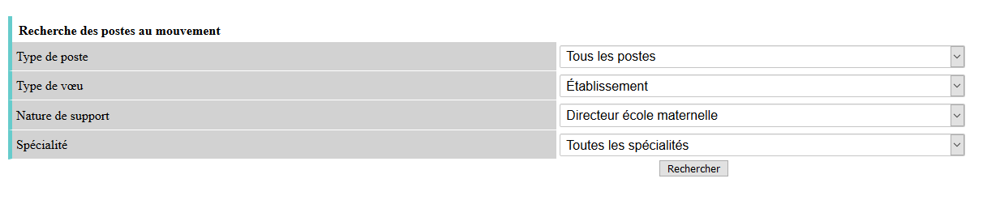 Recherche des postes au mouvement
Type de poste Tous les postes
Type de vœu Établissement
Nature de support Directeur école maternelle
Spécialité Toutes les spécialités
Rechercher